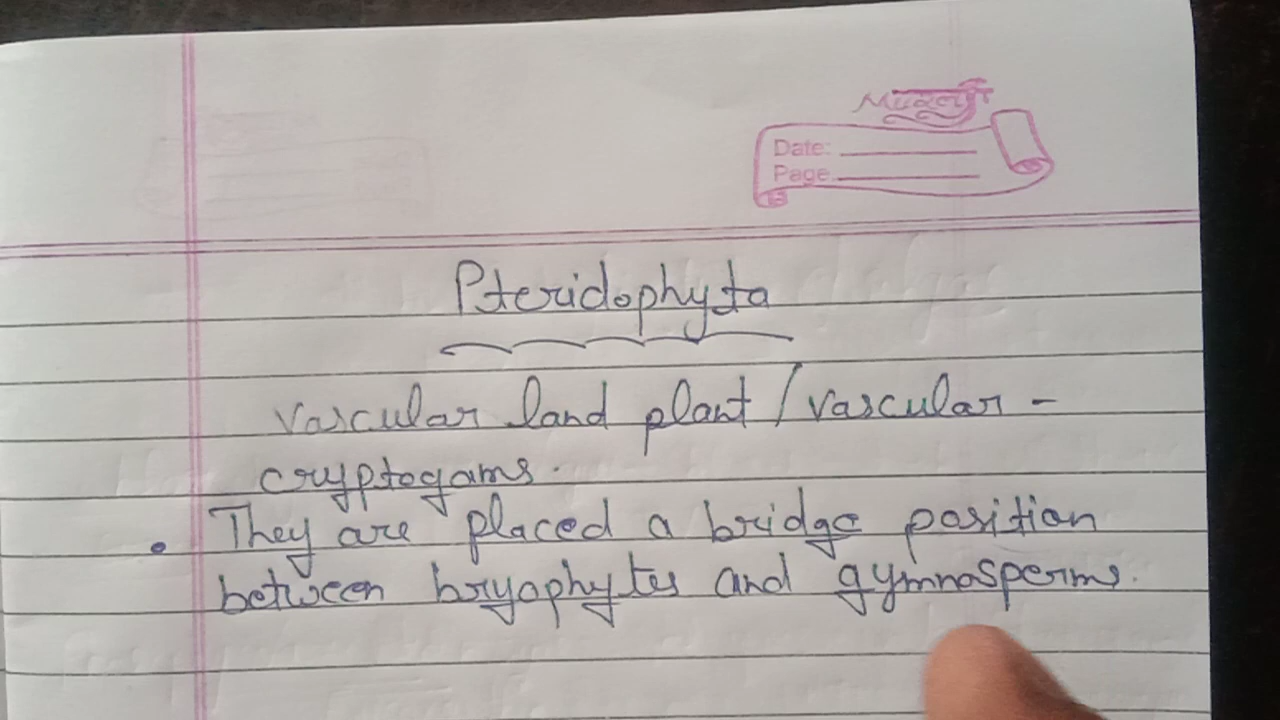 Date:
Page
Pteridophyta
Vascular land plant / vascular -
cryptogams.
• They are placed a bridge position
between bryophytes and gymnosperms.